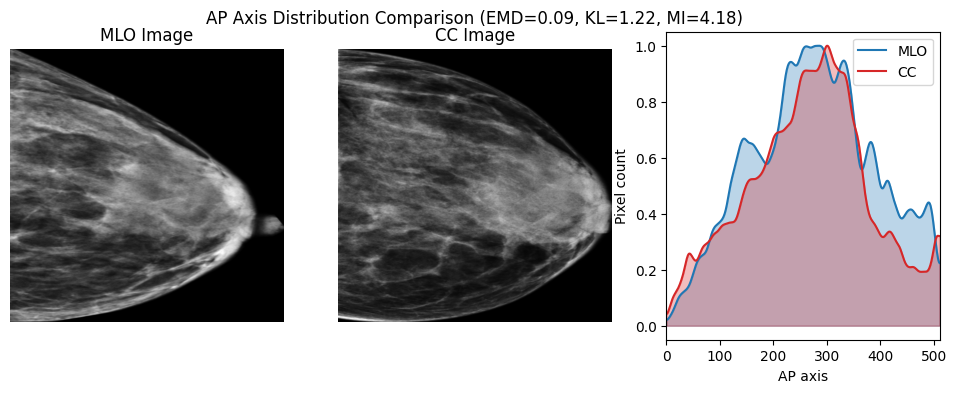 AP Axis Distribution Comparison (EMD=0.09, KL=1.22, MI=4.18)
MLO Image
CC Image
MLO
CC
Pixel count
1.0
0.8
0.6
0.4
0.2
0.0
0 100 200 300 400 500
AP axis